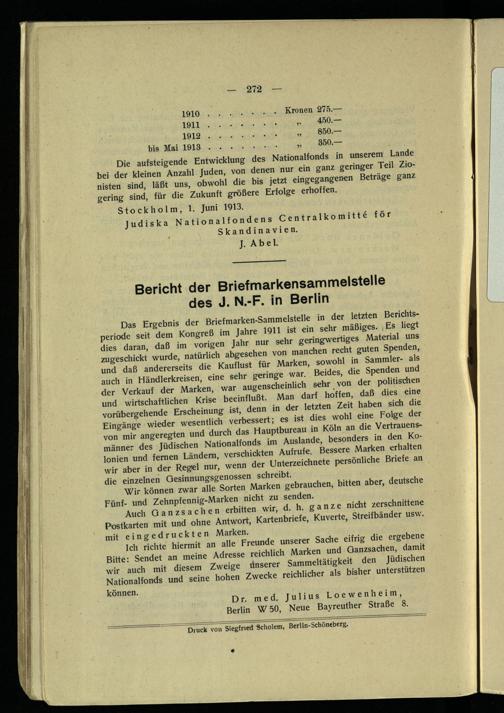 — 272 —
1910 . . . . . . . Kronen 275.—
1911 . . . . . . . „ 450.—
1912 . . . . . . . „ 850.—
bis Mai 1913 . . . . . . . „ 350.—
Die aufsteigende Entwicklung des Nationalfonds in unserem Lande
bei der kleinen Anzahl Juden, von denen nur ein ganz geringer Teil Zio-
nisten sind, läßt uns, obwohl die bis jetzt eingegangenen Beträge ganz
gering sind, für die Zukunft größere Erfolge erhoffen.
Stockholm, 1. Juni 1913.
Judiska Nationalfondens Centralkomitté för
Skandinavien.
J. Abel.
Bericht der Briefmarkensammelstelle
des J. N.-F. in Berlin
Das Ergebnis der Briefmarken-Sammelstelle in der letzten Berichts-
periode seit dem Kongreß im Jahre 1911 ist ein sehr mäßiges. Es liegt
dies daran, daß im vorigen Jahr nur sehr geringwertiges Material uns
zugeschickt wurde, natürlich abgesehen von manchen recht guten Spenden,
und daß andererseits die Kauflust für Marken, sowohl in Sammler- als
auch in Händlerkreisen, eine sehr geringe war. Beides, die Spenden und
der Verkauf der Marken, war augenscheinlich sehr von der politischen
und wirtschaftlichen Krise beeinflußt. Man darf hoffen, daß dies eine
vorübergehende Erscheinung ist, denn in der letzten Zeit haben sich die
Eingänge wieder wesentlich verbessert; es ist dies wohl eine Folge der
von mir angeregten und durch das Hauptbureau in Köln an die Vertrauens-
männer des Jüdischen Nationalfonds im Auslande, besonders in den Ko-
lonien und fernen Ländern, verschickten Aufrufe. Bessere Marken erhalten
wir aber in der Regel nur, wenn der Unterzeichnete persönliche Briefe an
die einzelnen Gesinnungsgenossen schreibt.
Wir können zwar alle Sorten Marken gebrauchen, bitten aber, deutsche
Fünf- und Zehnpfennig-Marken nicht zu senden.
Auch Ganzsachen erbitten wir, d. h. ganze nicht zerschnittene
Postkarten mit und ohne Antwort, Kartenbriefe, Kuverte, Streifbänder usw.
mit eingedruckten Marken.
Ich richte hiermit an alle Freunde unserer Sache eifrig die ergebene
Bitte: Sendet an meine Adresse reichlich Marken und Ganzsachen, damit
wir auch mit diesem Zweige unserer Sammeltätigkeit den Jüdischen
Nationalfonds und seine hohen Zwecke reichlicher als bisher unterstützen
können.
Dr. med. Julius Loewenheim,
Berlin W 50, Neue Bayreuther Straße 8.
Druck von Siegfried Scholem, Berlin-Schöneberg.